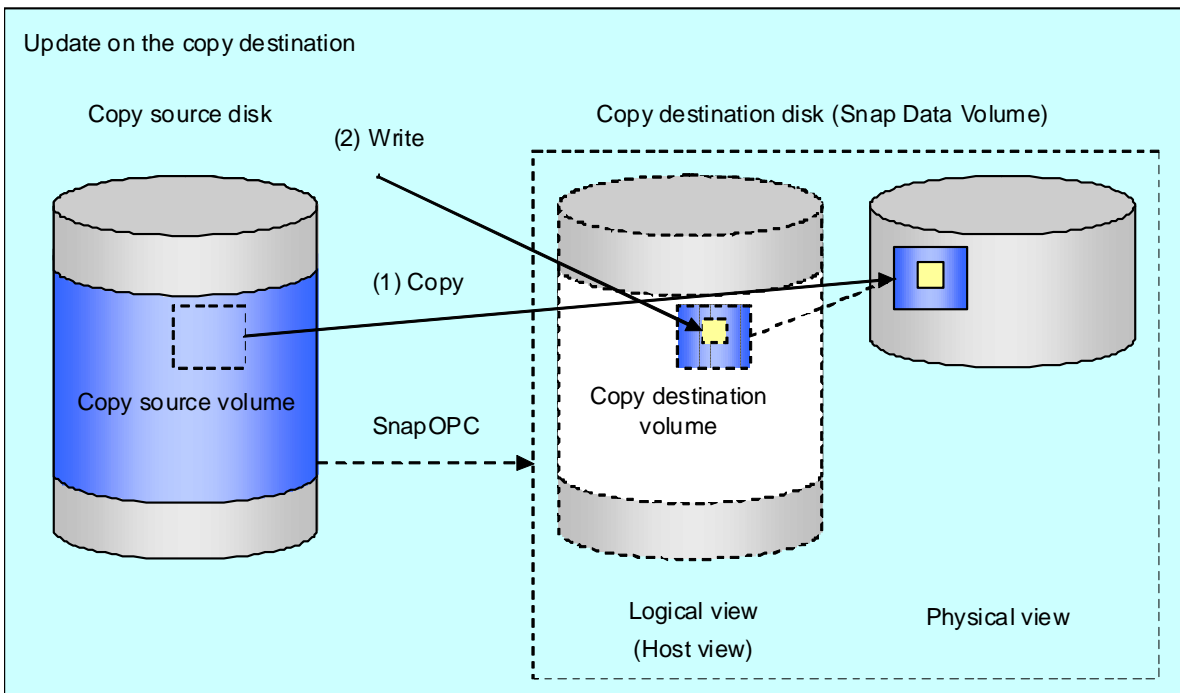 Update on the copy destination
Copy source disk
Copy destination disk (Snap Data Volume)
(2) Write
(1) Copy
Copy source volume
Copy destination
volume
SnapOPC
Logical view
(Host view)
Physical view